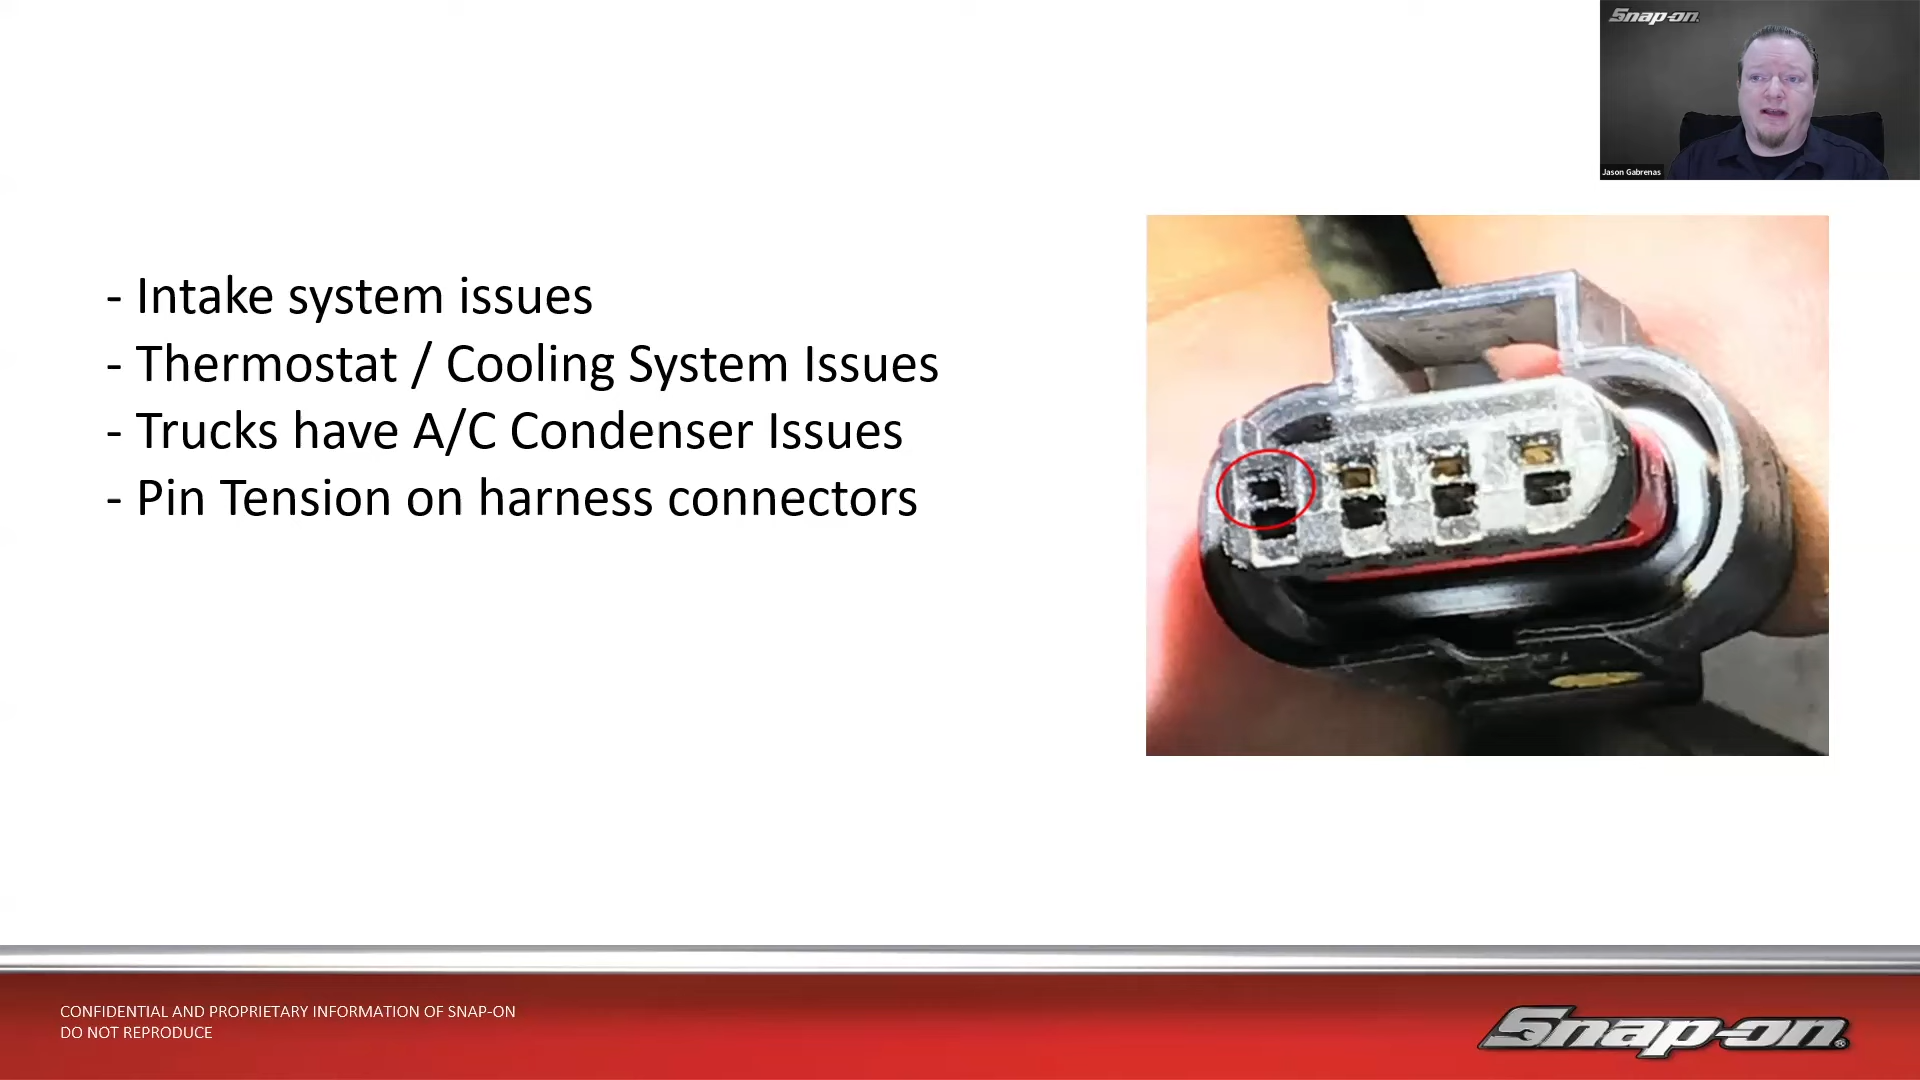 Snap-on
Jason Gabrenas
- Intake system issues
- Thermostat / Cooling System Issues
- Trucks have A/C Condenser Issues
- Pin Tension on harness connectors
CONFIDENTIAL AND PROPRIETARY INFORMATION OF SNAP-ON
DO NOT REPRODUCE
Snap-on®